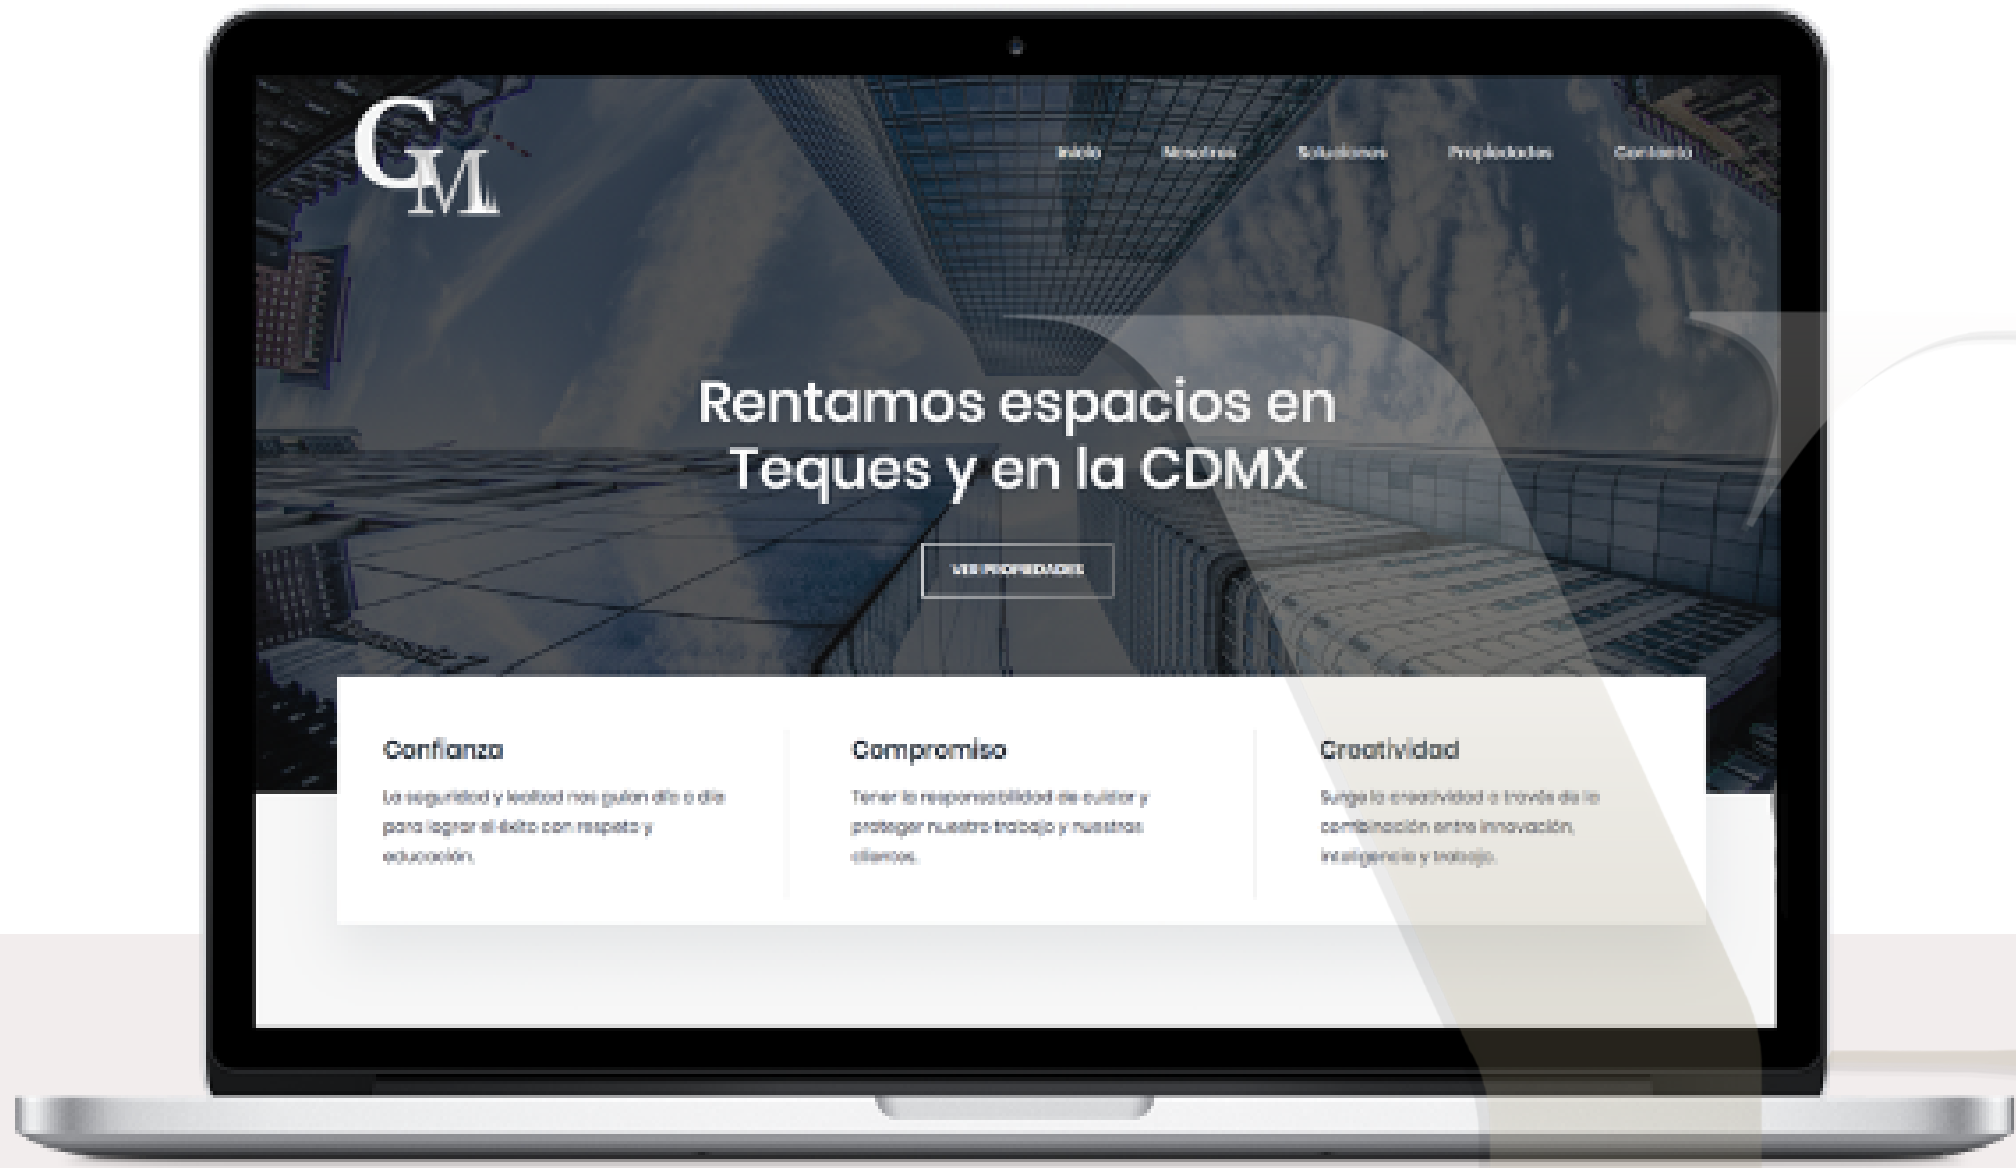 GM
Inicio Nosotros Soluciones Propiedades Contacto
Rentamos espacios en
Teques y en la CDMX
VER PROPIEDADES
Confianza
La seguridad y lealtad nos guían día a día
para lograr el éxito con respeto y
educación.
Compromiso
Tener la responsabilidad de cuidar y
proteger nuestro trabajo y nuestros
clientes.
Creatividad
Surge la creatividad a través de la
combinación entre innovación,
inteligencia y trabajo.